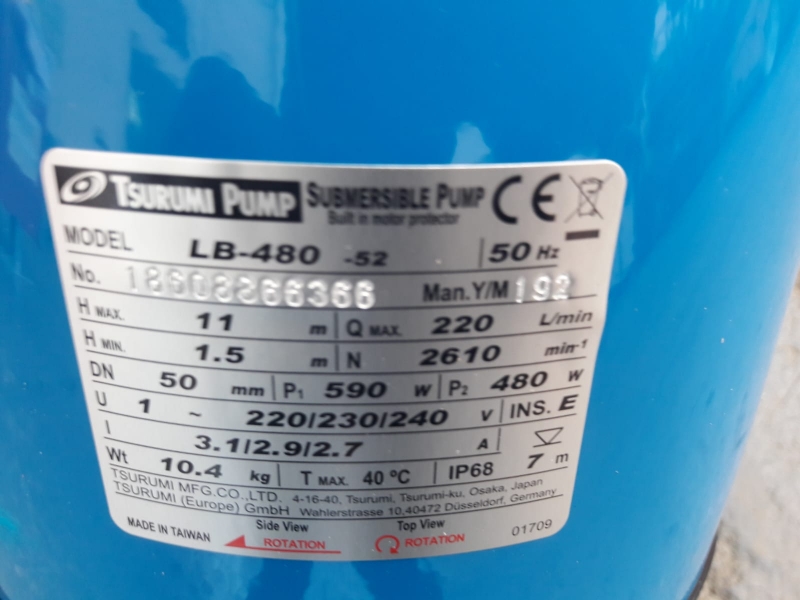 TSURUMI PUMP SUBMERSIBLE PUMP CE
Built in motor protector
MODEL LB-480 -52 50 Hz
No. 18608866366 Man.Y/M 192
H MAX. 11 m Q MAX. 220 L/min
H MIN. 1.5 m N 2610 min-1
DN 50 mm P1 590 W P2 480 W
U 1 ~ 220/230/240 V INS. E
I 3.1/2.9/2.7 A
Wt 10.4 kg T MAX. 40 ºC IP68 7 m
TSURUMI MFG.CO.,LTD. 4-16-40, Tsurumi, Tsurumi-ku, Osaka, Japan
TSURUMI (Europe) GmbH Wahlerstrasse 10,40472 Düsseldorf, Germany
MADE IN TAIWAN Side View Top View 01709
ROTATION ROTATION